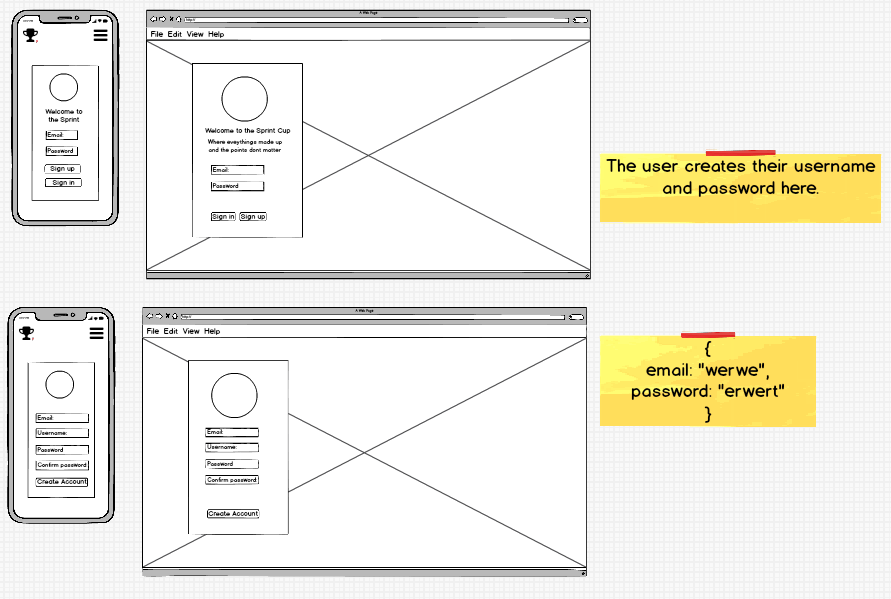 Welcome to
the Sprint
Email:
Password
Sign up
Sign in
A Web Page
http://
File Edit View Help
Welcome to the Sprint Cup
Where eveythings made up
and the points dont matter
Email:
Password
Sign in Sign up
The user creates their username
and password here.
Email:
Username:
Password
Confirm password
Create Account
A Web Page
http://
File Edit View Help
Email:
Username:
Password
Confirm password:
Create Account
{
email: "werwe",
password: "erwert"
}